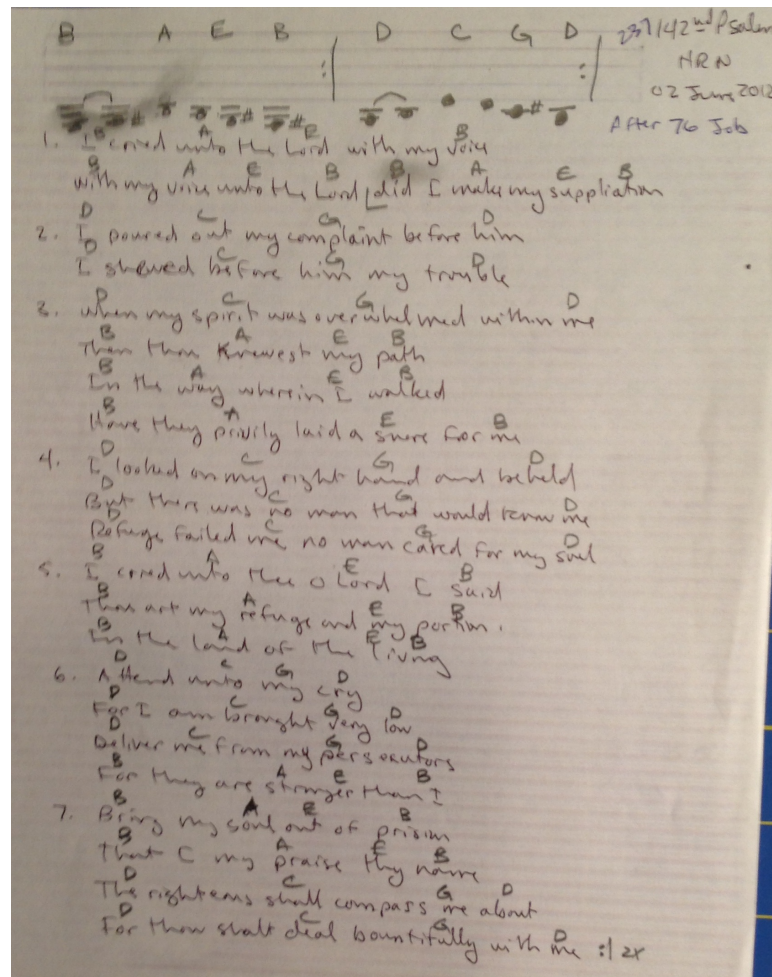 B A E B :| D C G D :|
237/142nd Psalm
NRN
02 June 2012
After 76 Job
B A E B
1. I cried unto the Lord with my voice
B A E B B A E B
with my voice unto the Lord did I make my suppliation
D C G D
2. I poured out my complaint before him
D C G D
I shewed before him my trouble
D C G D
3. when my spirit was overwhelmed within me
B A E B
Then thou knewest my path
B A E B
In the way wherein I walked
B A E B
Have they privily laid a snare for me
D C G D
4. I looked on my right hand and beheld
D C G D
But there was no man that would know me
D C G D
Refuge failed me no man cared for my soul
B A E B
5. I cried unto thee O Lord I said
B A E B
Thou art my refuge and my portion.
B A E B
In the land of the living
D C G D
6. Attend unto my cry
D C G D
For I am brought very low
D C G D
Deliver me from my persecutors
B A E B
For they are stronger than I
B A E B
7. Bring my soul out of prision
B A E B
That I my praise thy name
D C G D
The righteous shall compass me about
D C G D
For thou shalt deal bountifully with me :| 2x